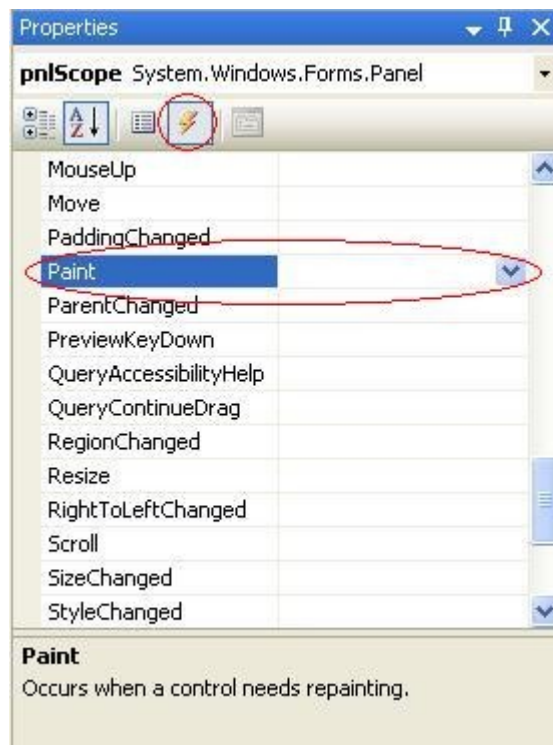 Properties
pnlScope System.Windows.Forms.Panel
A
Z
MouseUp
Move
PaddingChanged
Paint
ParentChanged
PreviewKeyDown
QueryAccessibilityHelp
QueryContinueDrag
RegionChanged
Resize
RightToLeftChanged
Scroll
SizeChanged
StyleChanged
Paint
Occurs when a control needs repainting.